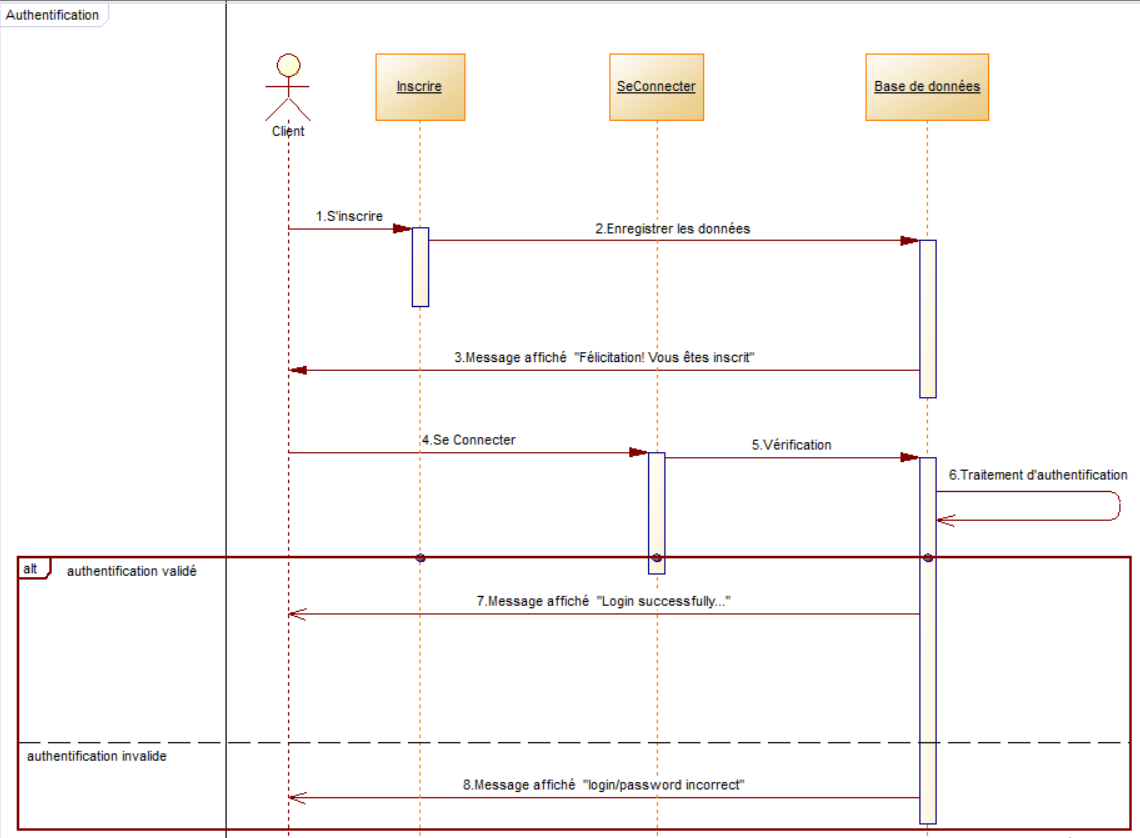 Authentification
Client
Inscrire
SeConnecter
Base de données
1.S'inscrire
2.Enregistrer les données
3.Message affiché "Félicitation! Vous êtes inscrit"
4.Se Connecter
5.Vérification
6.Traitement d'authentification
alt
authentification validé
7.Message affiché "Login successfully..."
authentification invalide
8.Message affiché "login/password incorrect"